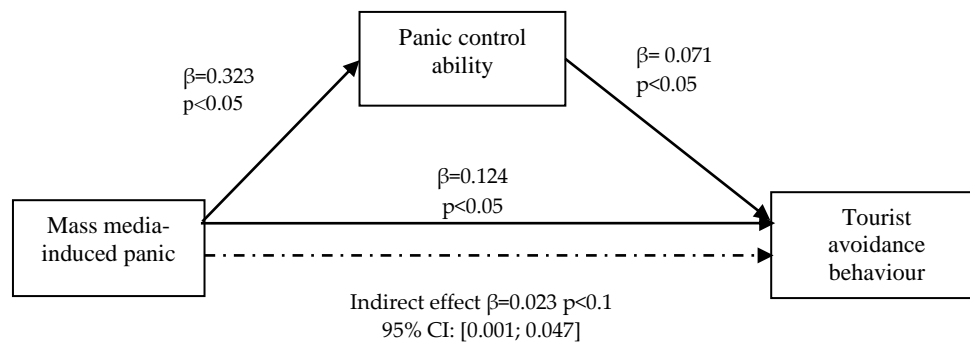 Panic control
ability
β=0.323
p<0.05
β= 0.071
p<0.05
β=0.124
p<0.05
Mass media-
induced panic
Tourist
avoidance
behaviour
Indirect effect β=0.023 p<0.1
95% CI: [0.001; 0.047]